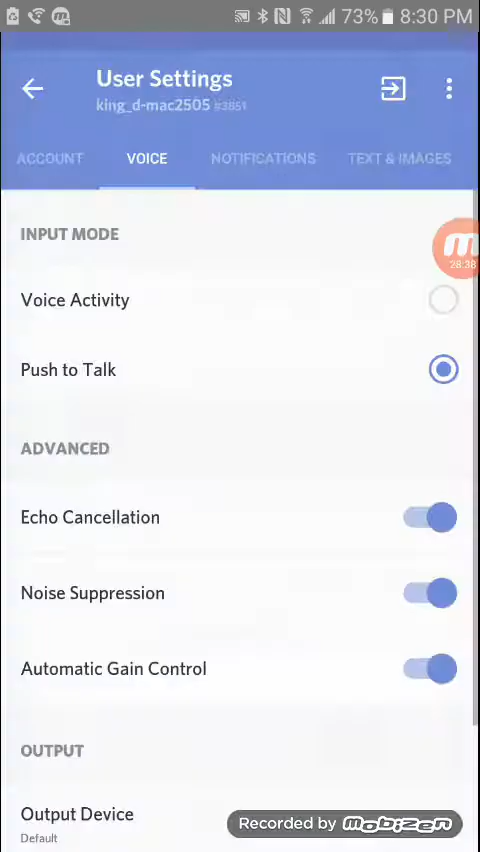 73% 8:30 PM
User Settings
king_d-mac2505 #3851
ACCOUNT VOICE NOTIFICATIONS TEXT & IMAGES
INPUT MODE
28:38
Voice Activity
Push to Talk
ADVANCED
Echo Cancellation
Noise Suppression
Automatic Gain Control
OUTPUT
Output Device
Default
Recorded by mobizen